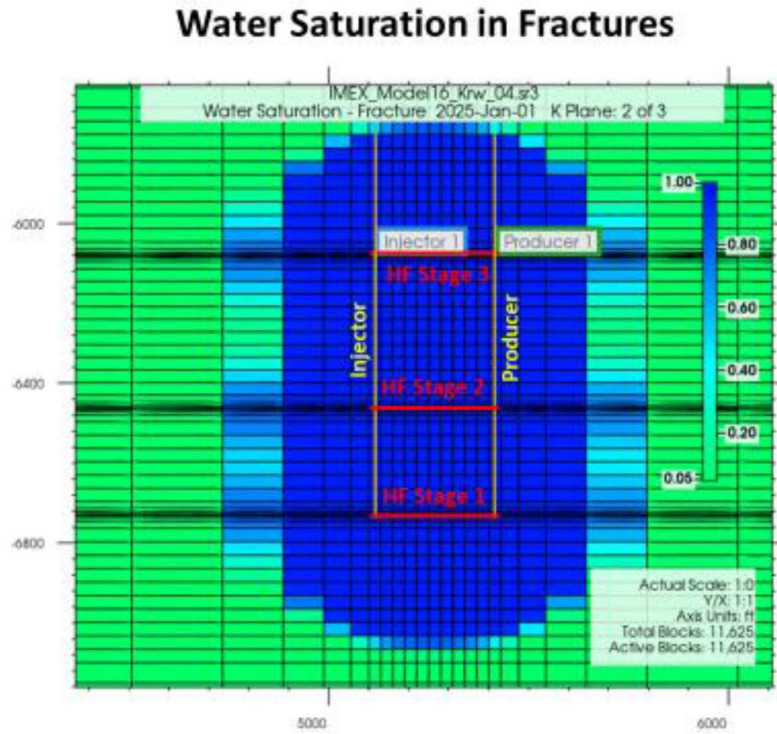 Water Saturation in Fractures
IMEX_Model16_Krw_04.sr3
Water Saturation - Fracture 2025-Jan-01 K Plane: 2 of 3
1.00
0.80
0.60
0.40
0.20
0.05
-6000
-6400
-6800
Injector 1
Producer 1
HF Stage 3
Injector
Producer
HF Stage 2
HF Stage 1
Actual Scale: 1:0
Y/X: 1:1
Axis Units: ft
Total Blocks: 11,625
Active Blocks: 11,625
5000
6000